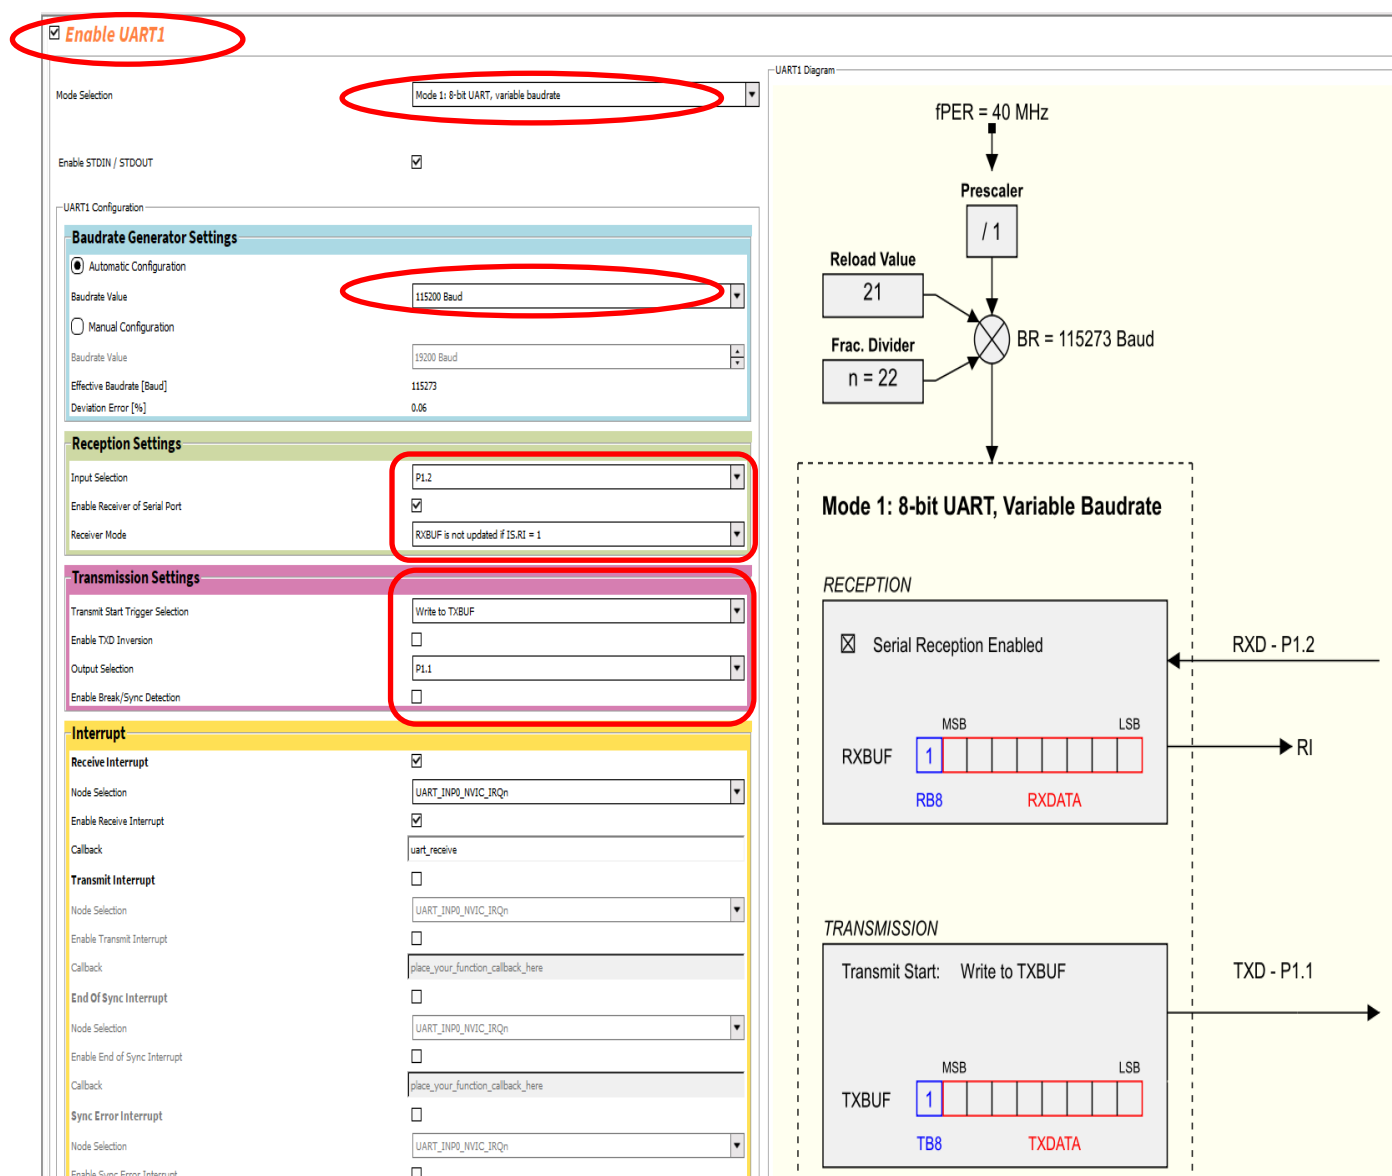 Enable UART1
Mode Selection
Mode 1: 8-bit UART, variable baudrate
Enable STDIN / STDOUT
UART1 Configuration
Baudrate Generator Settings
Automatic Configuration
Baudrate Value
115200 Baud
Manual Configuration
Baudrate Value
19200 Baud
Effective Baudrate [Baud]
115273
Deviation Error [%]
0.06
Reception Settings
Input Selection
P1.2
Enable Receiver of Serial Port
Receiver Mode
RXBUF is not updated if IS.RI = 1
Transmission Settings
Transmit Start Trigger Selection
Write to TXBUF
Enable TXD Inversion
Output Selection
P1.1
Enable Break/Sync Detection
Interrupt
Receive Interrupt
Node Selection
UART_INP0_NVIC_IRQn
Enable Receive Interrupt
Callback
uart_receive
Transmit Interrupt
Node Selection
UART_INP0_NVIC_IRQn
Enable Transmit Interrupt
Callback
place_your_function_callback_here
End Of Sync Interrupt
Node Selection
UART_INP0_NVIC_IRQn
Enable End of Sync Interrupt
Callback
place_your_function_callback_here
Sync Error Interrupt
Node Selection
UART_INP0_NVIC_IRQn
Enable Sync Error Interrupt
UART1 Diagram
fPER = 40 MHz
Prescaler
/ 1
Reload Value
21
Frac. Divider
n = 22
BR = 115273 Baud
Mode 1: 8-bit UART, Variable Baudrate
RECEPTION
Serial Reception Enabled
RXD - P1.2
MSB LSB
RXBUF 1
RI
RB8 RXDATA
TRANSMISSION
Transmit Start: Write to TXBUF
TXD - P1.1
MSB LSB
TXBUF 1
TB8 TXDATA